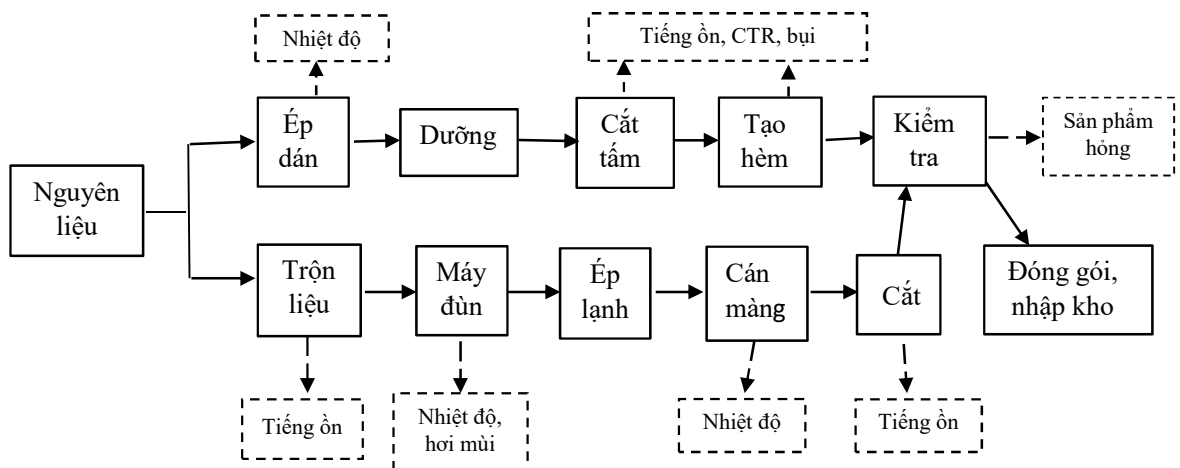 Nhiệt độ
Tiếng ồn, CTR, bụi
Ép
dán
Dưỡng
Cắt
tấm
Tạo
hèm
Kiểm
tra
Sản phẩm
hỏng
Nguyên
liệu
Trộn
liệu
Máy
đùn
Ép
lạnh
Cán
màng
Cắt
Đóng gói,
nhập kho
Tiếng ồn
Nhiệt độ,
hơi mùi
Nhiệt độ
Tiếng ồn